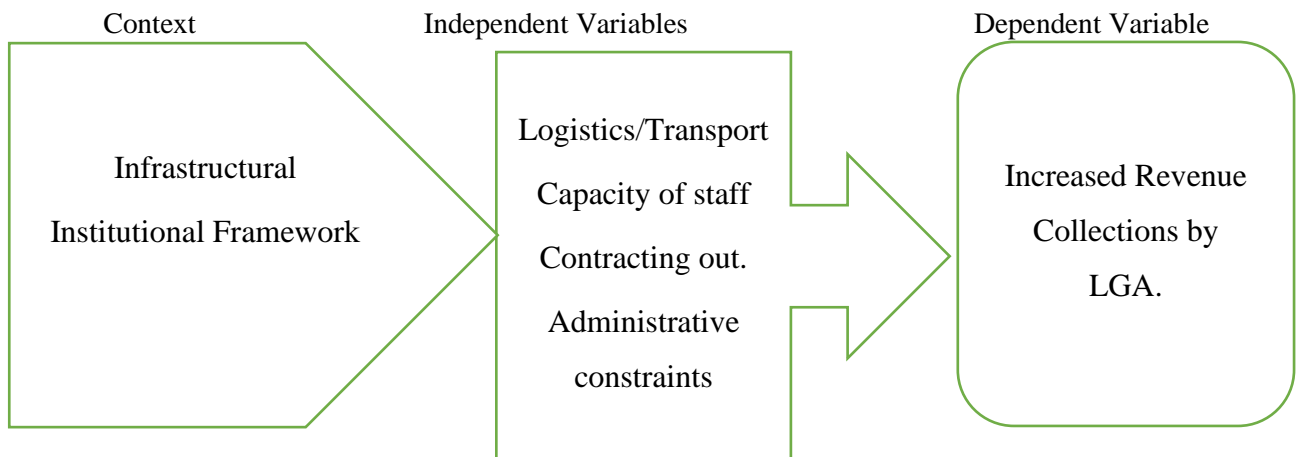 Context
Independent Variables
Dependent Variable
Infrastructural
Institutional Framework
Logistics/Transport
Capacity of staff
Contracting out.
Administrative
constraints
Increased Revenue
Collections by
LGA.